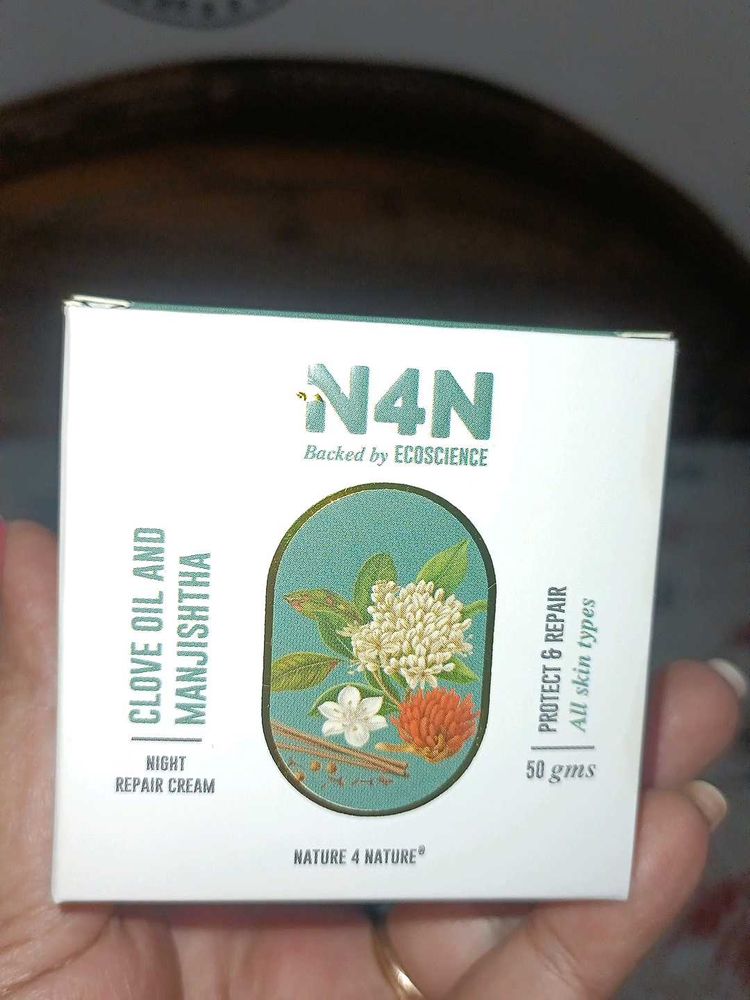 N4N
Backed by ECOSCIENCE
CLOVE OIL AND
MANJISHTHA
NIGHT
REPAIR CREAM
PROTECT & REPAIR
All skin types
50 gms
NATURE 4 NATURE®